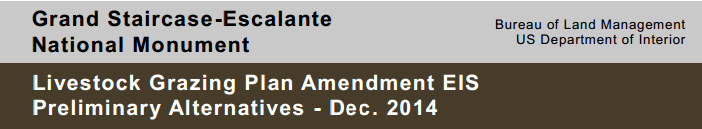 Grand Staircase-Escalante
National Monument
Bureau of Land Management
US Department of Interior
Livestock Grazing Plan Amendment EIS
Preliminary Alternatives - Dec. 2014